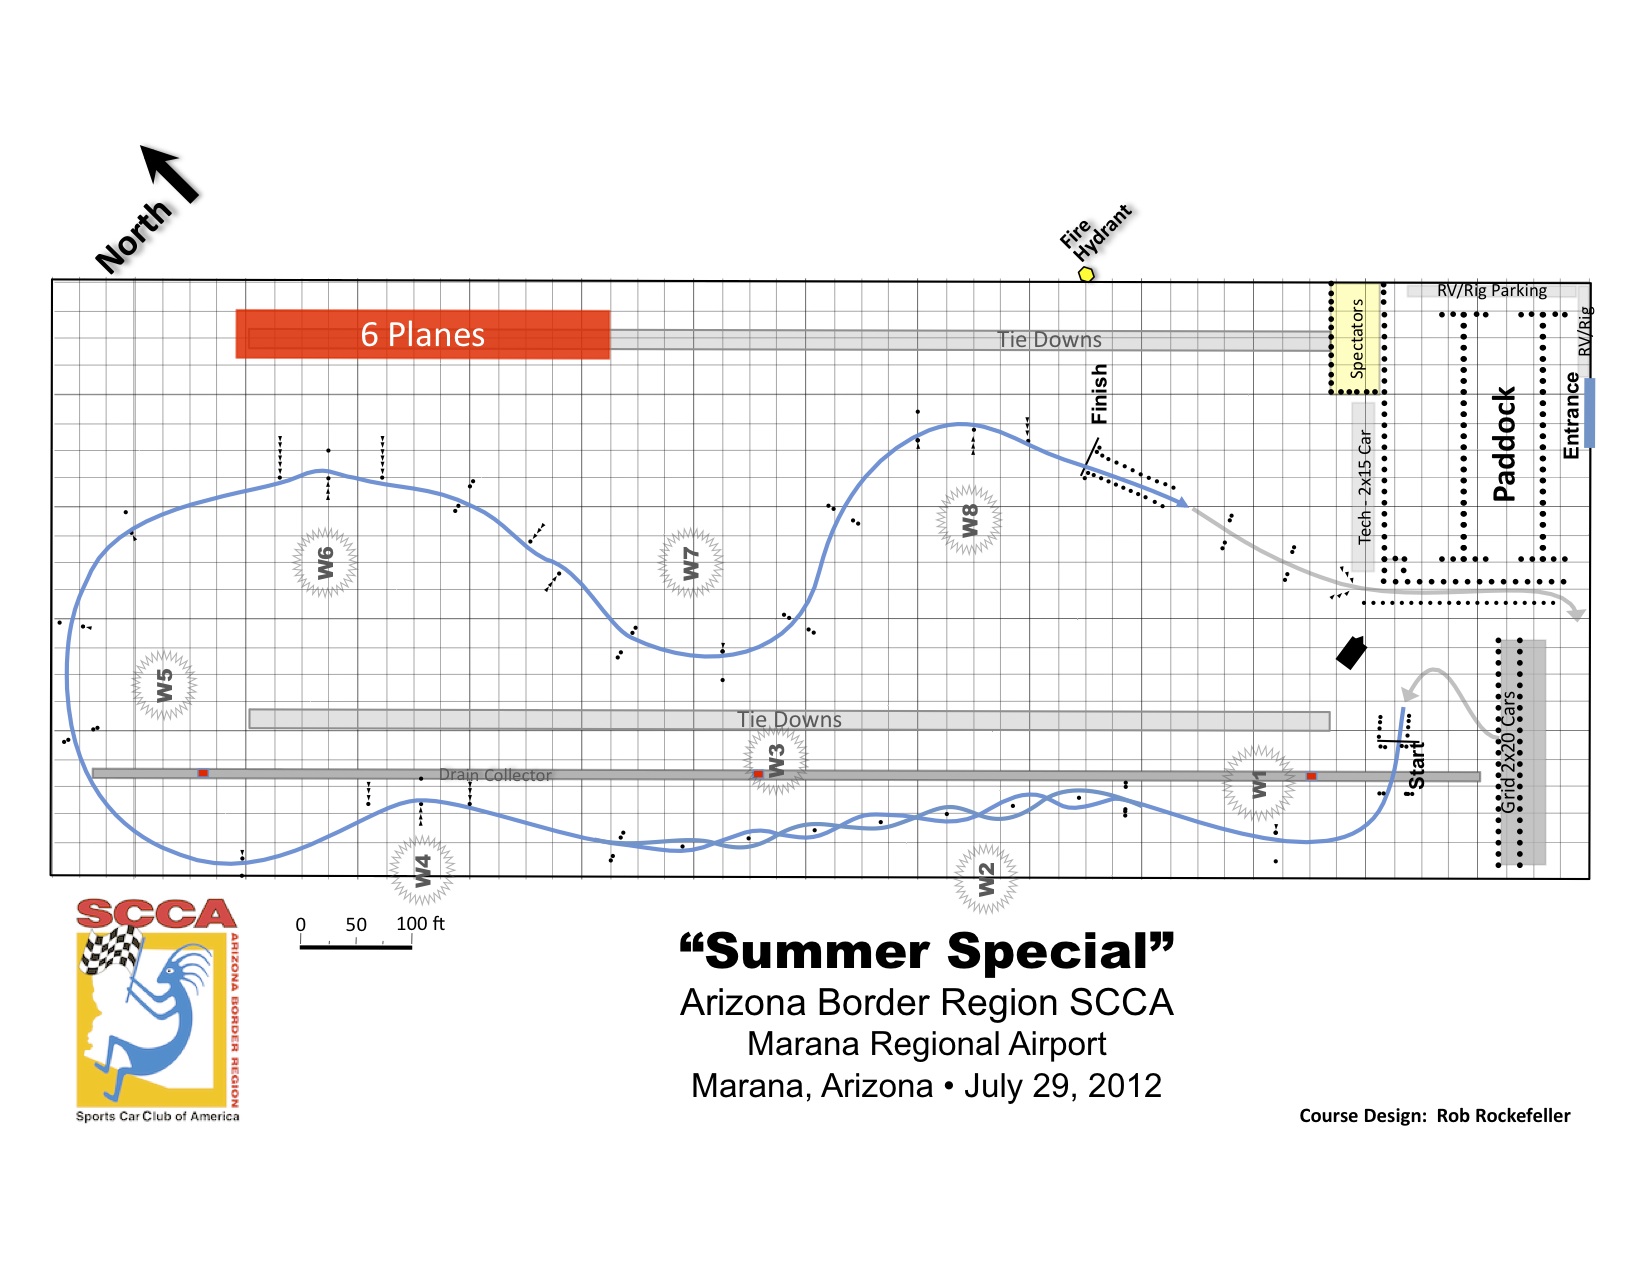 North
Fire
Hydrant
RV/Rig Parking
RV/Rig
6 Planes
Tie Downs
Spectators
Finish
Paddock
Entrance
Tech - 2x15 Car
W8
W6
W7
W5
Tie Downs
W3
Drain Collector
W1
Start
Grid 2x20 Cars
W4
W2
SCCA
ARIZONA BORDER REGION
Sports Car Club of America
0 50 100 ft
“Summer Special”
Arizona Border Region SCCA
Marana Regional Airport
Marana, Arizona • July 29, 2012
Course Design: Rob Rockefeller